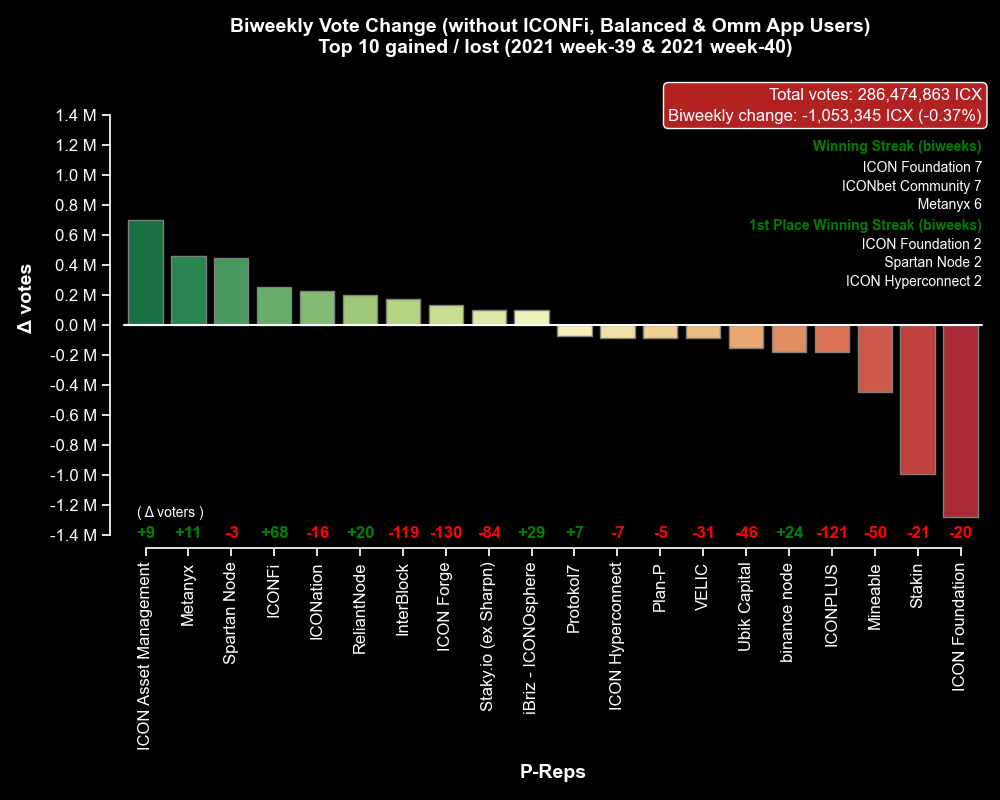 Biweekly Vote Change (without ICONFi, Balanced & Omm App Users)
Top 10 gained / lost (2021 week-39 & 2021 week-40)
Total votes: 286,474,863 ICX
Biweekly change: -1,053,345 ICX (-0.37%)
Winning Streak (biweeks)
ICON Foundation 7
ICONbet Community 7
Metanyx 6
1st Place Winning Streak (biweeks)
ICON Foundation 2
Spartan Node 2
ICON Hyperconnect 2
Δ votes
1.4 M
1.2 M
1.0 M
0.8 M
0.6 M
0.4 M
0.2 M
0.0 M
-0.2 M
-0.4 M
-0.6 M
-0.8 M
-1.0 M
-1.2 M
-1.4 M
( Δ voters )
+9 +11 -3 +68 -16 +20 -119 -130 -84 +29 +7 -7 -5 -31 -46 +24 -121 -50 -21 -20
ICON Asset Management
Metanyx
Spartan Node
ICONFi
ICONation
ReliantNode
InterBlock
ICON Forge
Staky.io (ex Sharpn)
iBriz - ICONOsphere
Protokol7
ICON Hyperconnect
Plan-P
VELIC
Ubik Capital
binance node
ICONPLUS
Mineable
Stakin
ICON Foundation
P-Reps